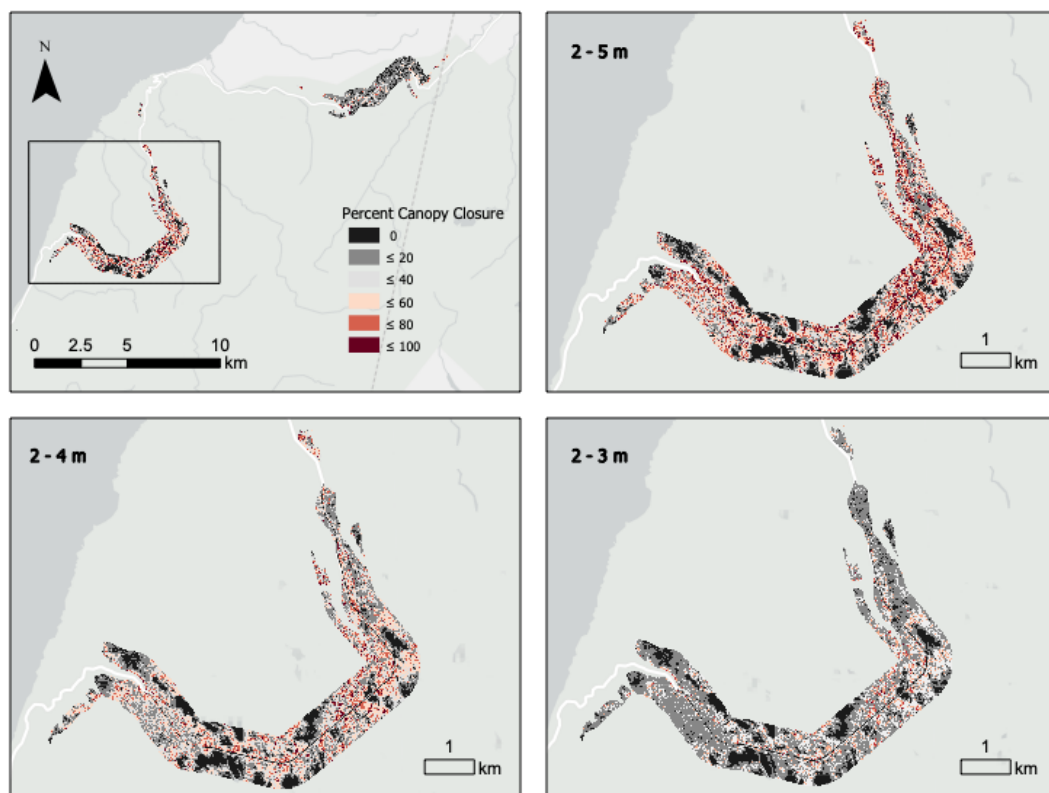 N
Percent Canopy Closure
0
≤ 20
≤ 40
≤ 60
≤ 80
≤ 100
0 2.5 5 10
km
2 - 5 m
1
km
2 - 4 m
1
km
2 - 3 m
1
km